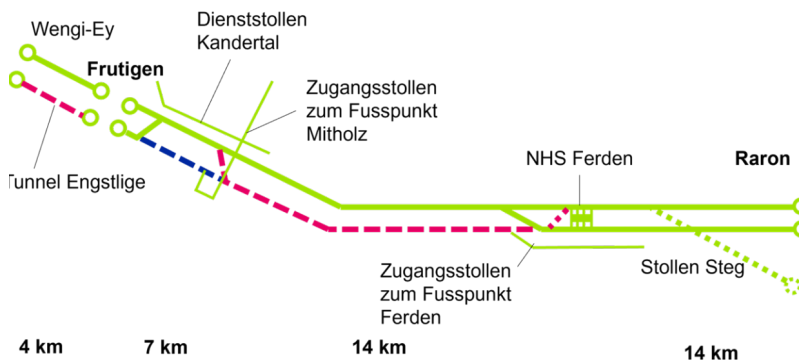 Wengi-Ey
Dienststollen
Kandertal
Frutigen
Zugangsstollen
zum Fusspunkt
Mitholz
Tunnel Engstlige
NHS Ferden
Raron
Zugangsstollen
zum Fusspunkt
Ferden
Stollen Steg
4 km
7 km
14 km
14 km